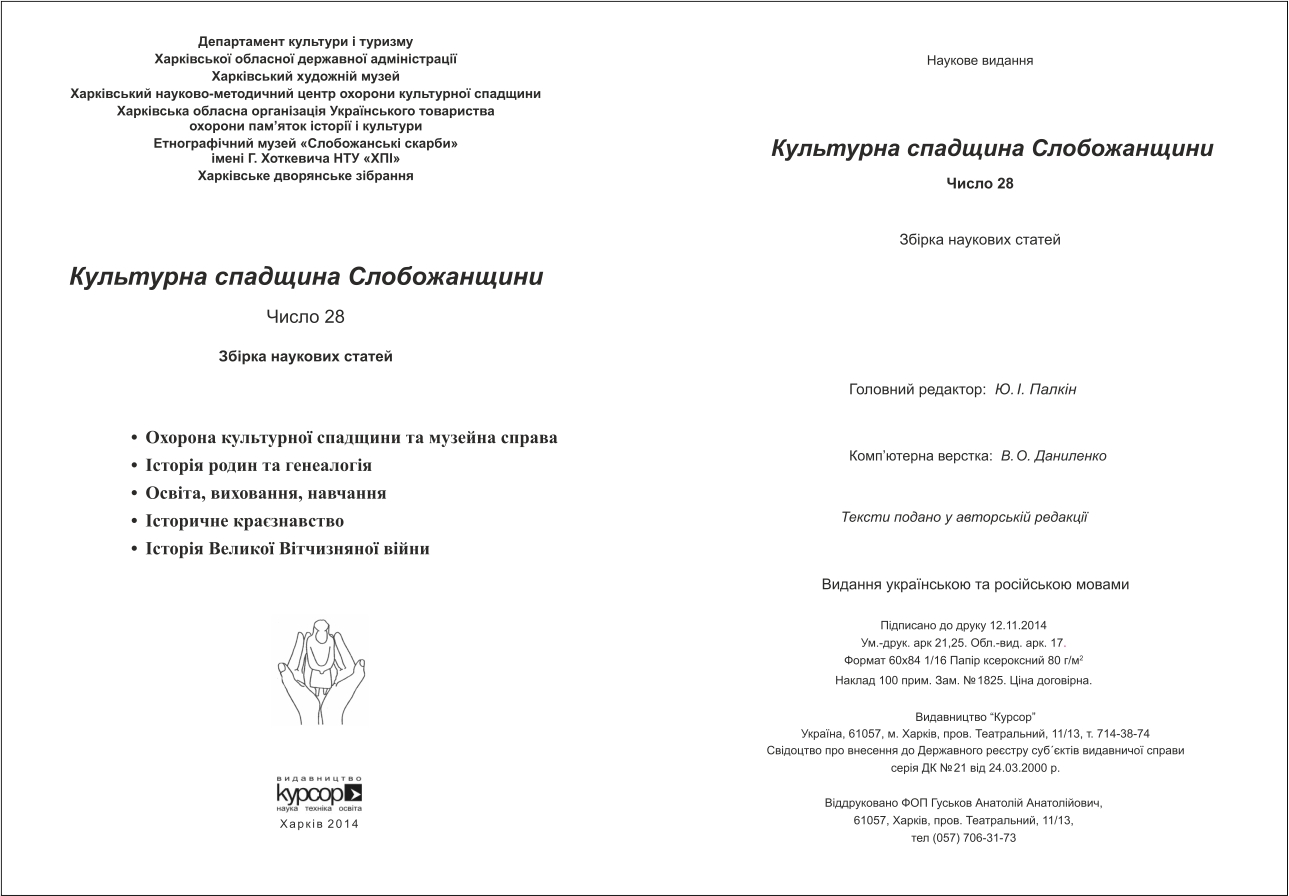 Департамент культури і туризму
Харківської обласної державної адміністрації
Харківський художній музей
Харківський науково-методичний центр охорони культурної спадщини
Харківська обласна організація Українського товариства
охорони пам’яток історії і культури
Етнографічний музей «Слобожанські скарби»
імені Г. Хоткевича НТУ «ХПІ»
Харківське дворянське зібрання
Культурна спадщина Слобожанщини
Число 28
Збірка наукових статей
• Охорона культурної спадщини та музейна справа
• Історія родин та генеалогія
• Освіта, виховання, навчання
• Історичне краєзнавство
• Історія Великої Вітчизняної війни
видавництво
курсор
наука техніка освіта
Харків 2014
Наукове видання
Культурна спадщина Слобожанщини
Число 28
Збірка наукових статей
Головний редактор: Ю. І. Палкін
Комп’ютерна верстка: В. О. Даниленко
Тексти подано у авторській редакції
Видання українською та російською мовами
Підписано до друку 12.11.2014
Ум.-друк. арк 21,25. Обл.-вид. арк. 17.
Формат 60х84 1/16 Папір ксероксний 80 г/м²
Наклад 100 прим. Зам. №1825. Ціна договірна.
Видавництво “Курсор”
Україна, 61057, м. Харків, пров. Театральний, 11/13, т. 714-38-74
Свідоцтво про внесення до Державного реєстру суб´єктів видавничої справи
серія ДК №21 від 24.03.2000 р.
Віддруковано ФОП Гуськов Анатолій Анатолійович,
61057, Харків, пров. Театральний, 11/13,
тел (057) 706-31-73